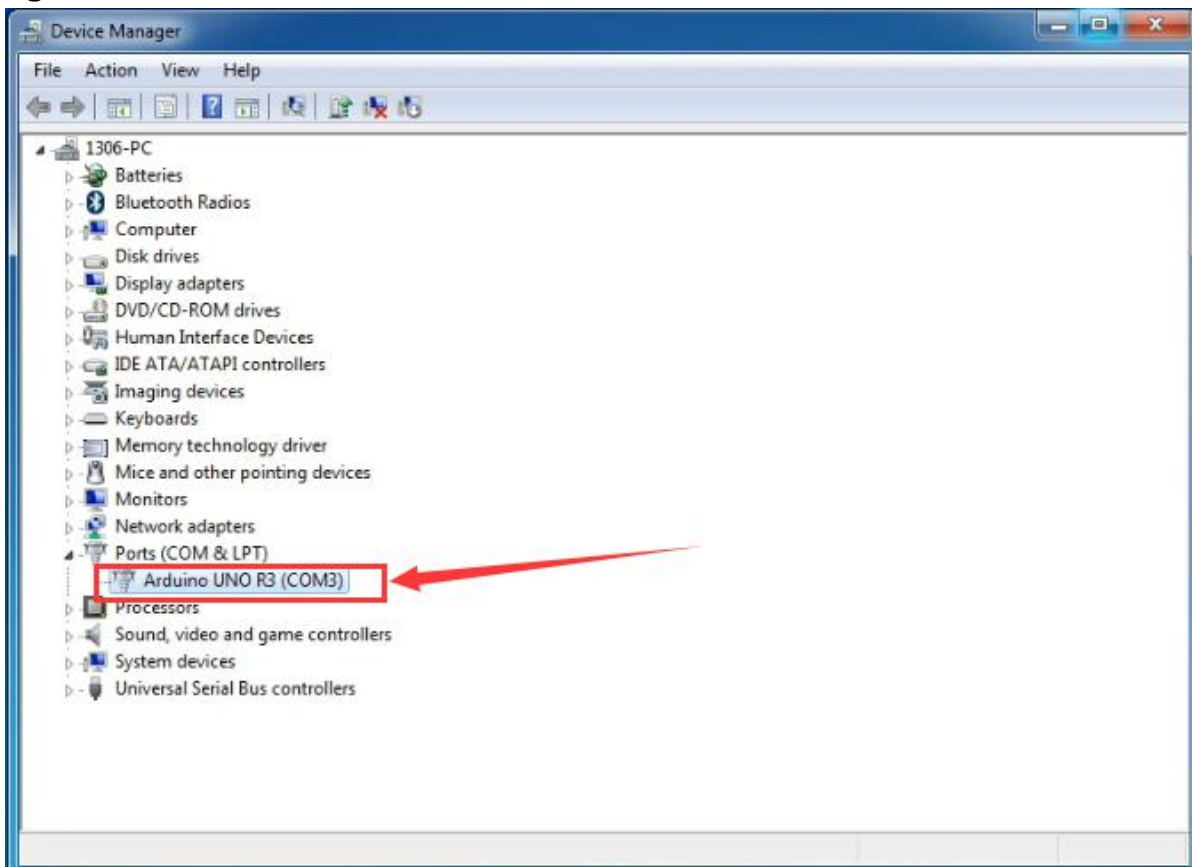 Device Manager
File Action View Help
1306-PC
Batteries
Bluetooth Radios
Computer
Disk drives
Display adapters
DVD/CD-ROM drives
Human Interface Devices
IDE ATA/ATAPI controllers
Imaging devices
Keyboards
Memory technology driver
Mice and other pointing devices
Monitors
Network adapters
Ports (COM & LPT)
Arduino UNO R3 (COM3)
Processors
Sound, video and game controllers
System devices
Universal Serial Bus controllers